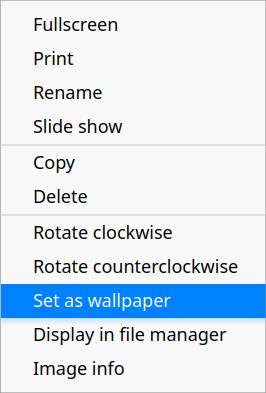 Fullscreen
Print
Rename
Slide show
Copy
Delete
Rotate clockwise
Rotate counterclockwise
Set as wallpaper
Display in file manager
Image info